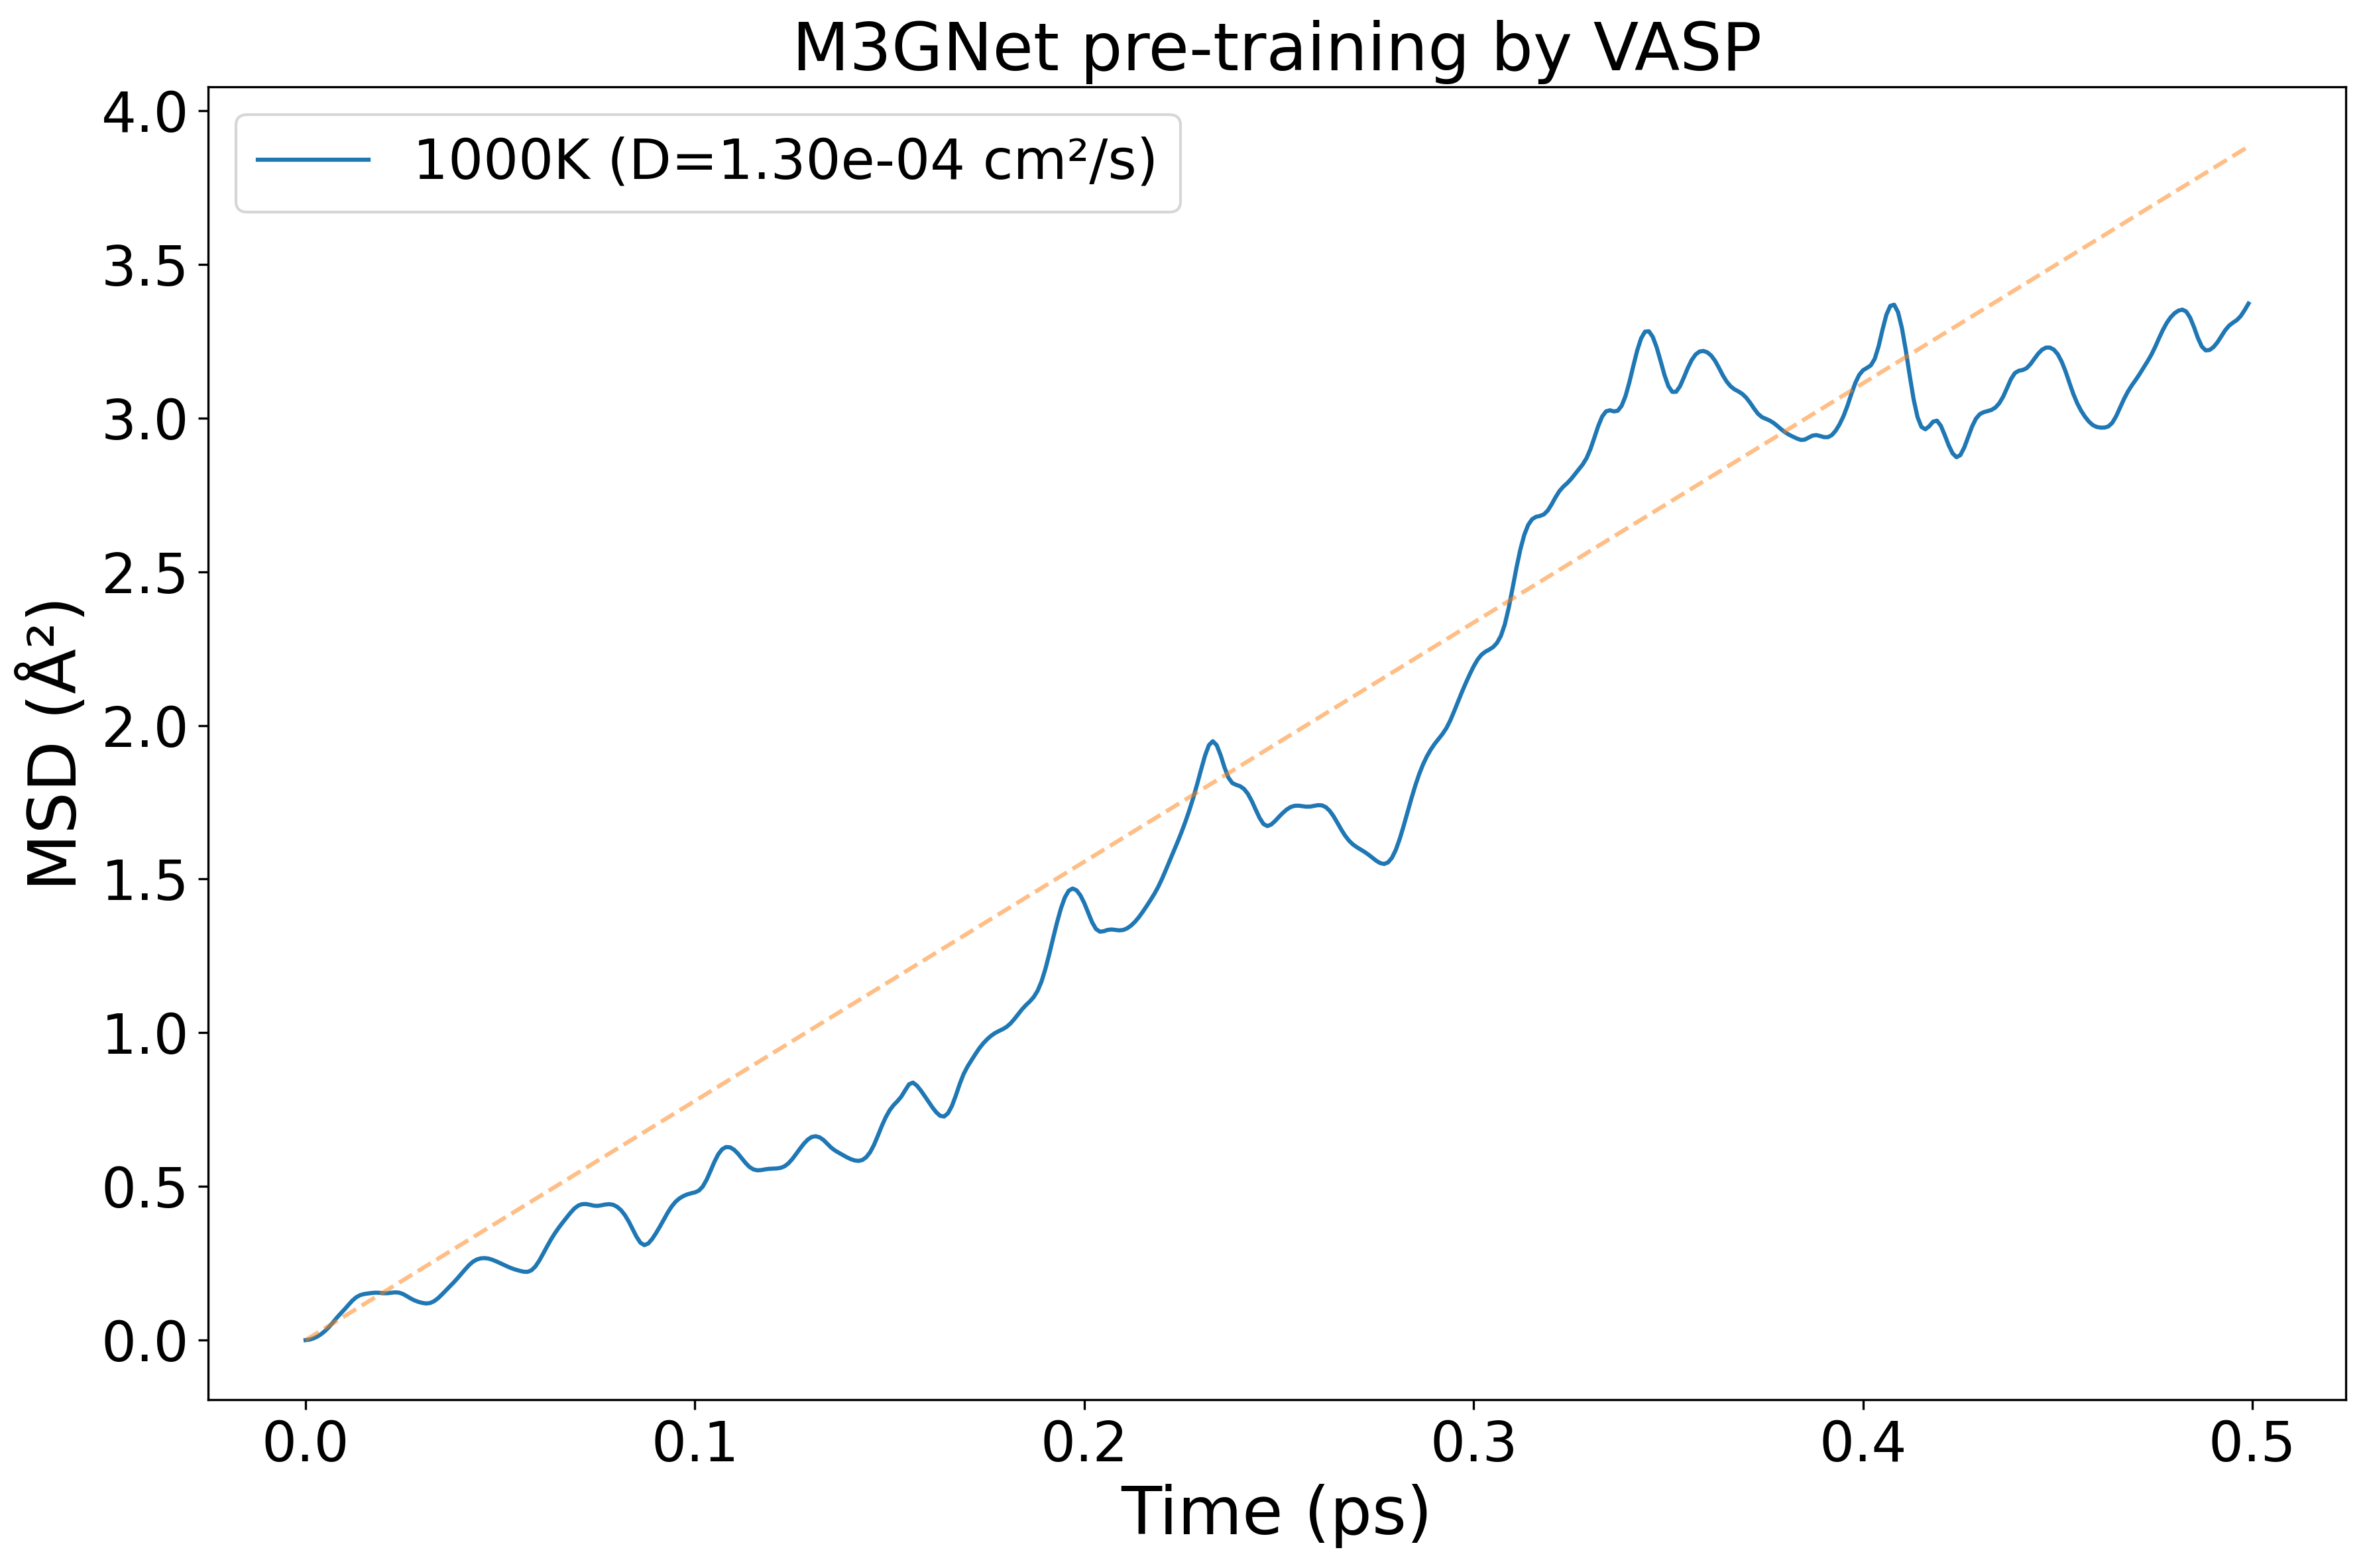 M3GNet pre-training by VASP
1000K (D=1.30e-04 cm²/s)
MSD (Å²)
4.0
3.5
3.0
2.5
2.0
1.5
1.0
0.5
0.0
0.0 0.1 0.2 0.3 0.4 0.5
Time (ps)